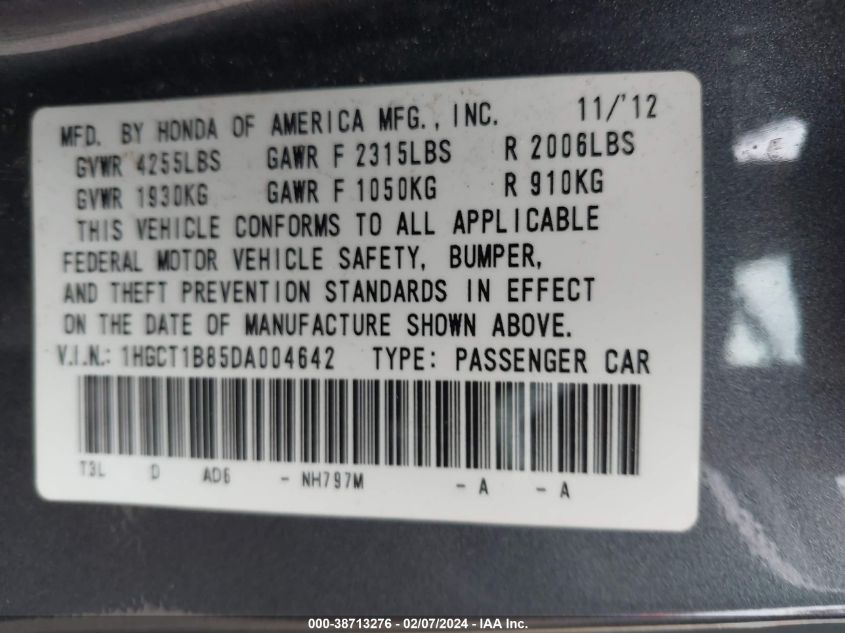 MFD. BY HONDA OF AMERICA MFG., INC. 11/'12
GVWR 4255LBS GAWR F 2315LBS R 2006LBS
GVWR 1930KG GAWR F 1050KG R 910KG
THIS VEHICLE CONFORMS TO ALL APPLICABLE
FEDERAL MOTOR VEHICLE SAFETY, BUMPER,
AND THEFT PREVENTION STANDARDS IN EFFECT
ON THE DATE OF MANUFACTURE SHOWN ABOVE.
V.I.N.: 1HGCT1B85DA004642 TYPE: PASSENGER CAR
T3L D AD6 - NH797M - A - A
000-38713276 - 02/07/2024 - IAA, Inc.